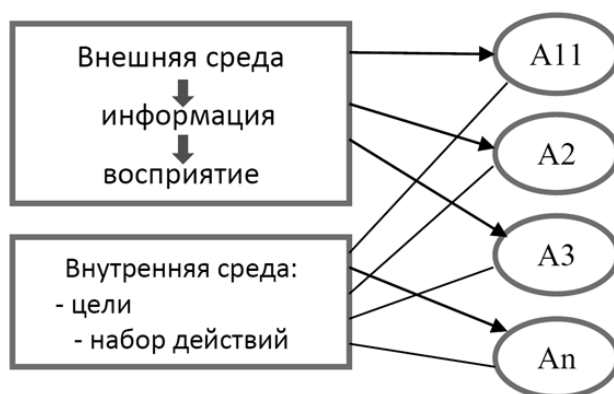 Внешняя среда
информация
восприятие
Внутренняя среда:
- цели
- набор действий
A11
A2
A3
An